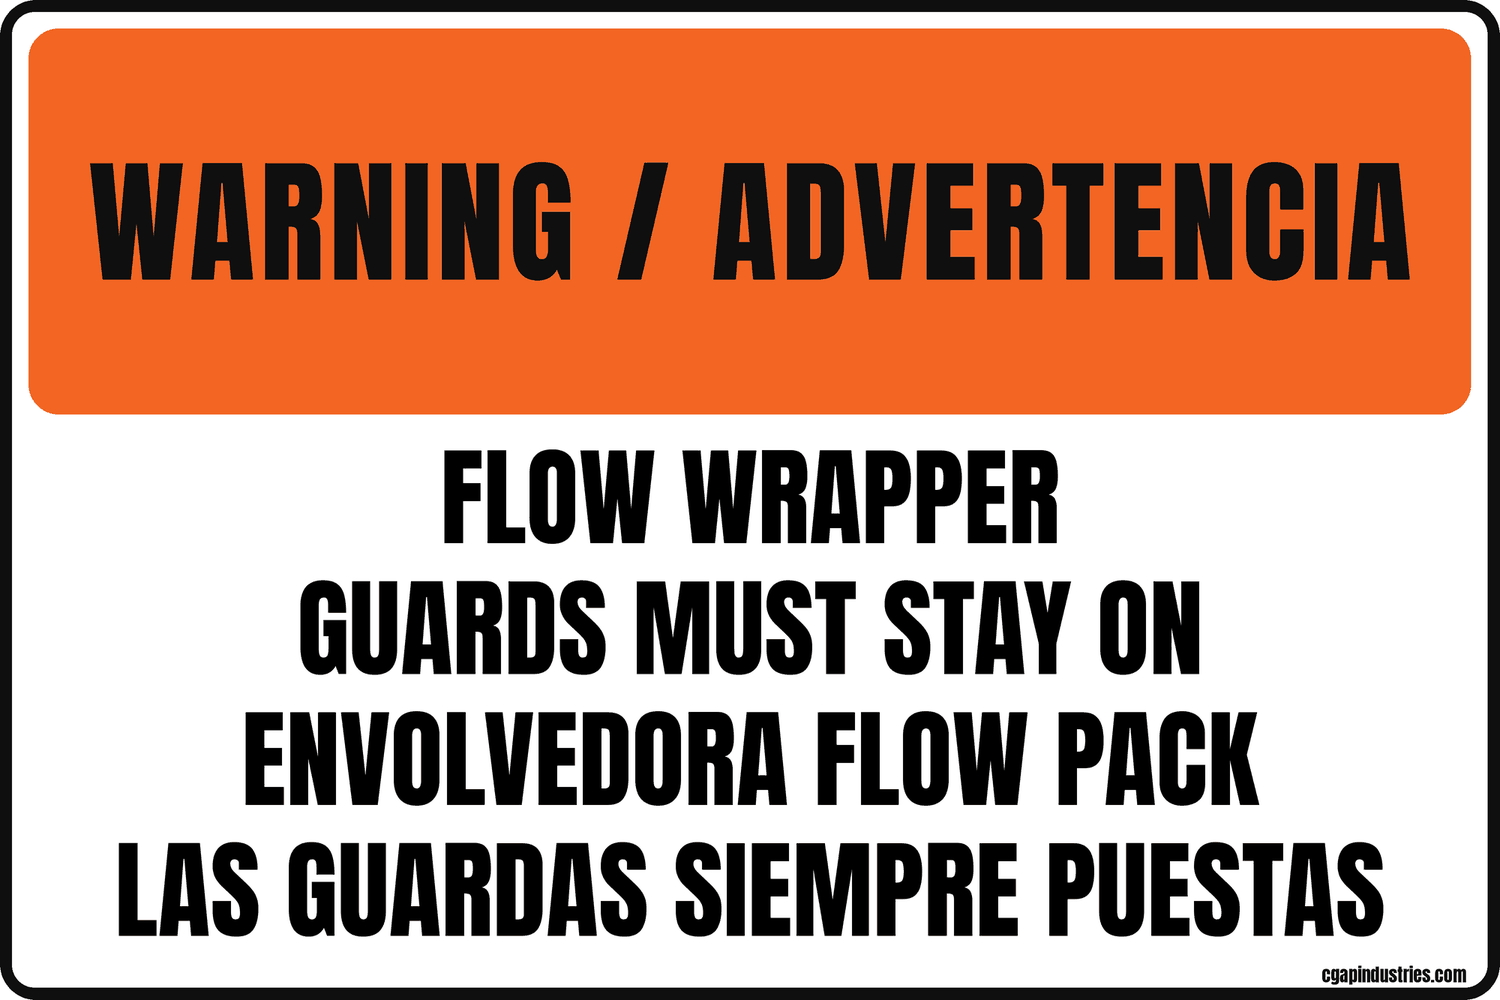 WARNING / ADVERTENCIA
FLOW WRAPPER
GUARDS MUST STAY ON
ENVOLVEDORA FLOW PACK
LAS GUARDAS SIEMPRE PUESTAS
cgapindustries.com